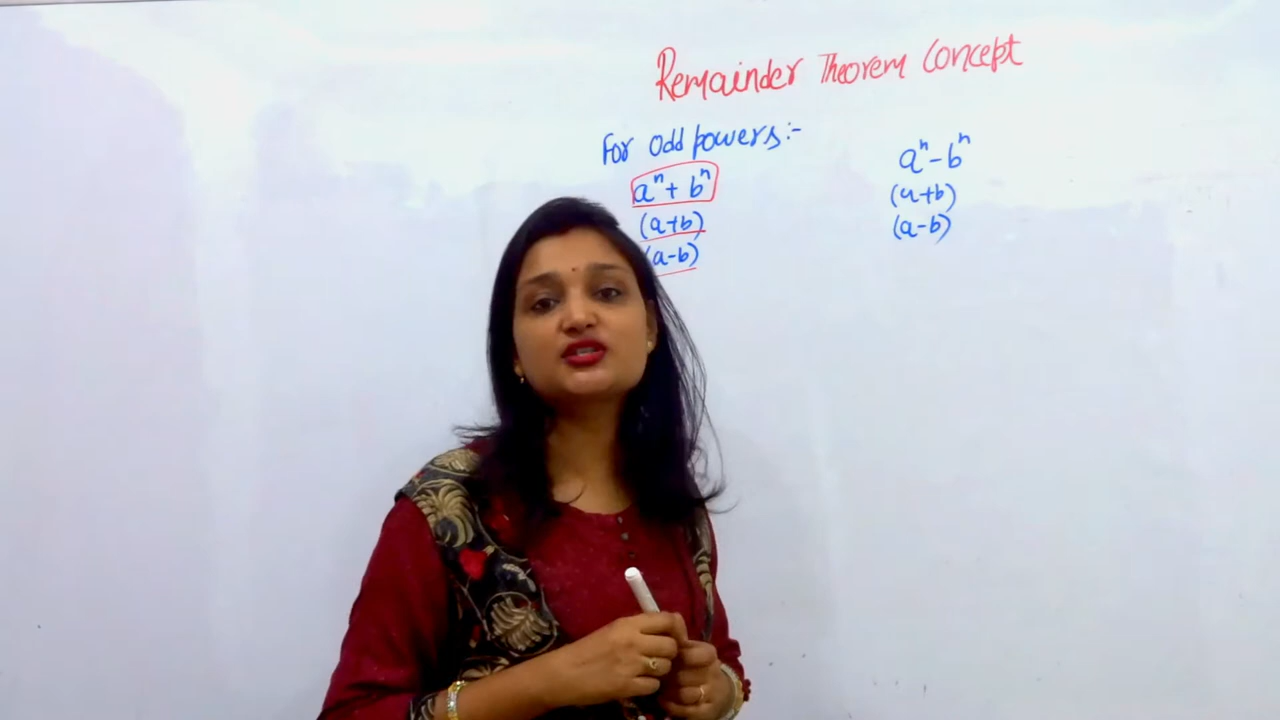 Remainder Theorem Concept
For odd powers:-
aⁿ + bⁿ
(a+b)
(a-b)
aⁿ - bⁿ
(a+b)
(a-b)